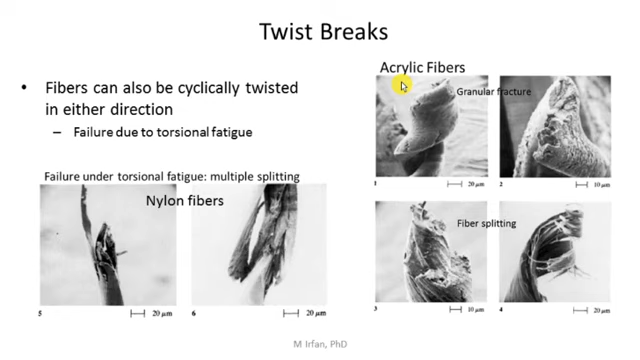 Twist Breaks
• Fibers can also be cyclically twisted
in either direction
– Failure due to torsional fatigue
Failure under torsional fatigue: multiple splitting
Nylon fibers
5 20 µm
6 20 µm
Acrylic Fibers
Granular fracture
1 20 µm
2 10 µm
Fiber splitting
3 10 µm
4 20 µm
M Irfan, PhD